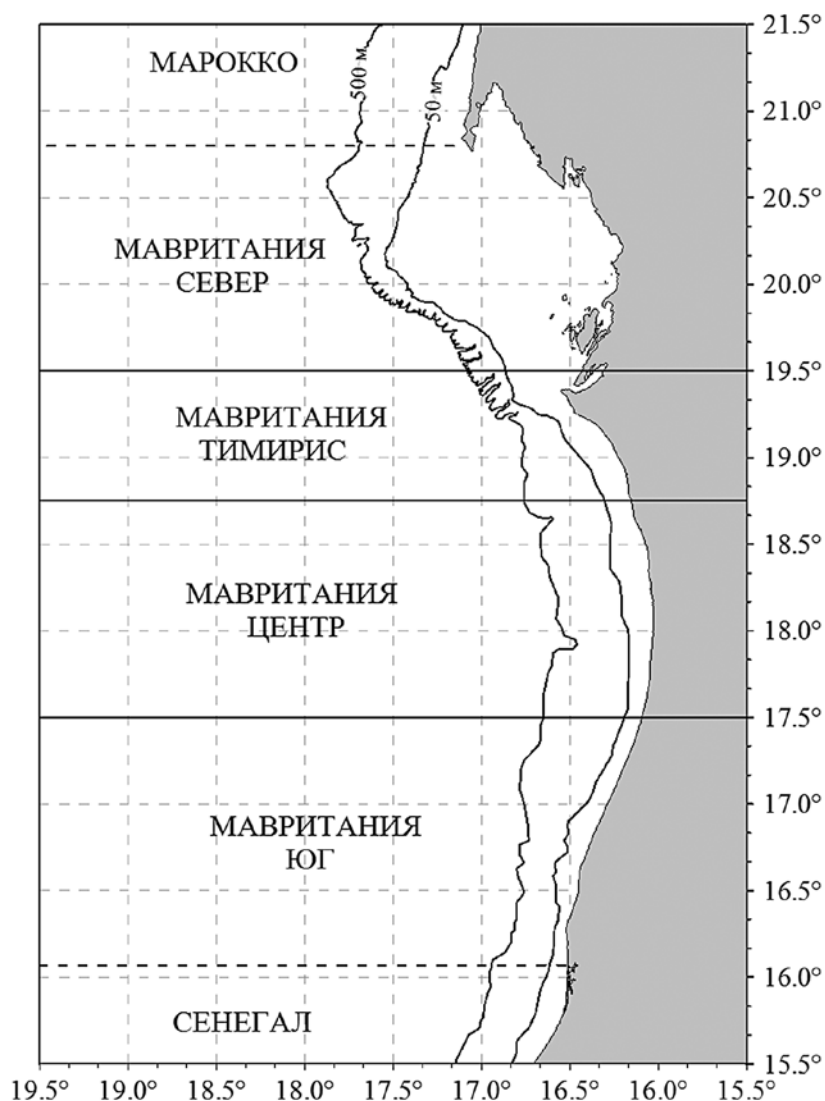 21.5°
МАРОККО
500 м
50 м
21.0°
20.5°
МАВРИТАНИЯ
СЕВЕР
20.0°
19.5°
МАВРИТАНИЯ
ТИМИРИС
19.0°
18.5°
МАВРИТАНИЯ
ЦЕНТР
18.0°
17.5°
17.0°
МАВРИТАНИЯ
ЮГ
16.5°
16.0°
СЕНЕГАЛ
15.5°
19.5° 19.0° 18.5° 18.0° 17.5° 17.0° 16.5° 16.0° 15.5°